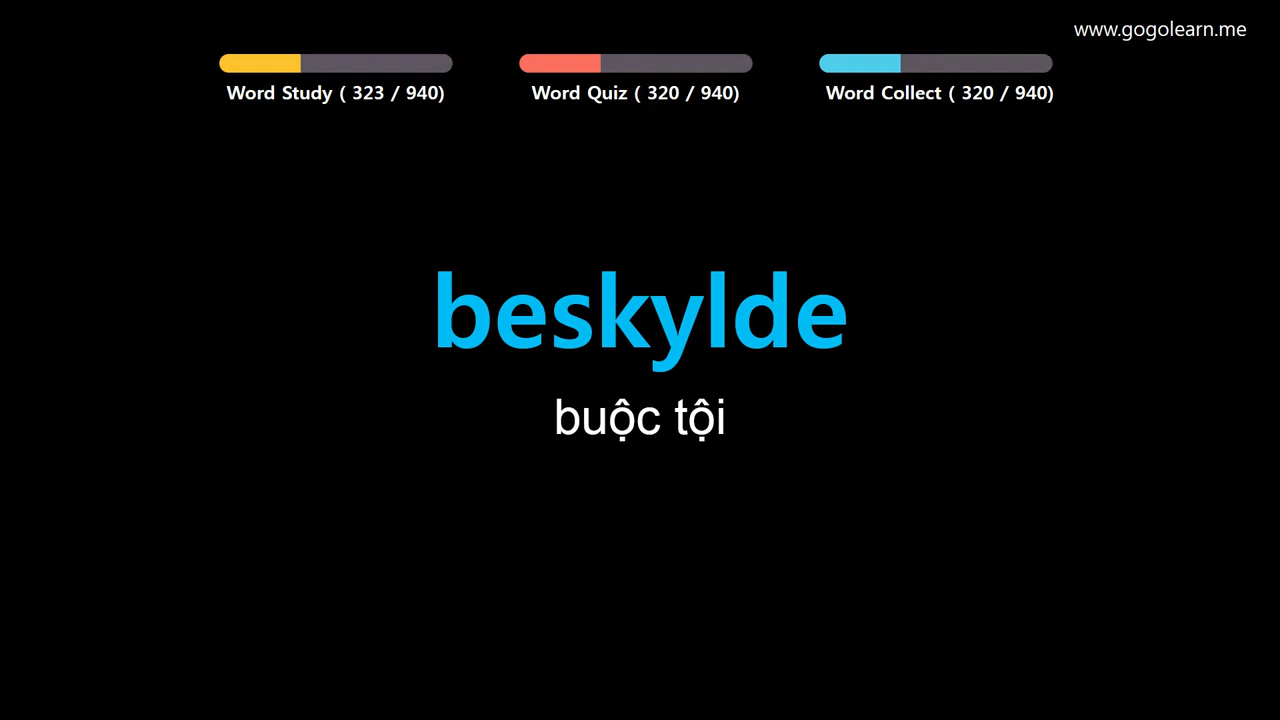 www.gogolearn.me
Word Study ( 323 / 940)
Word Quiz ( 320 / 940)
Word Collect ( 320 / 940)
beskylde
buộc tội